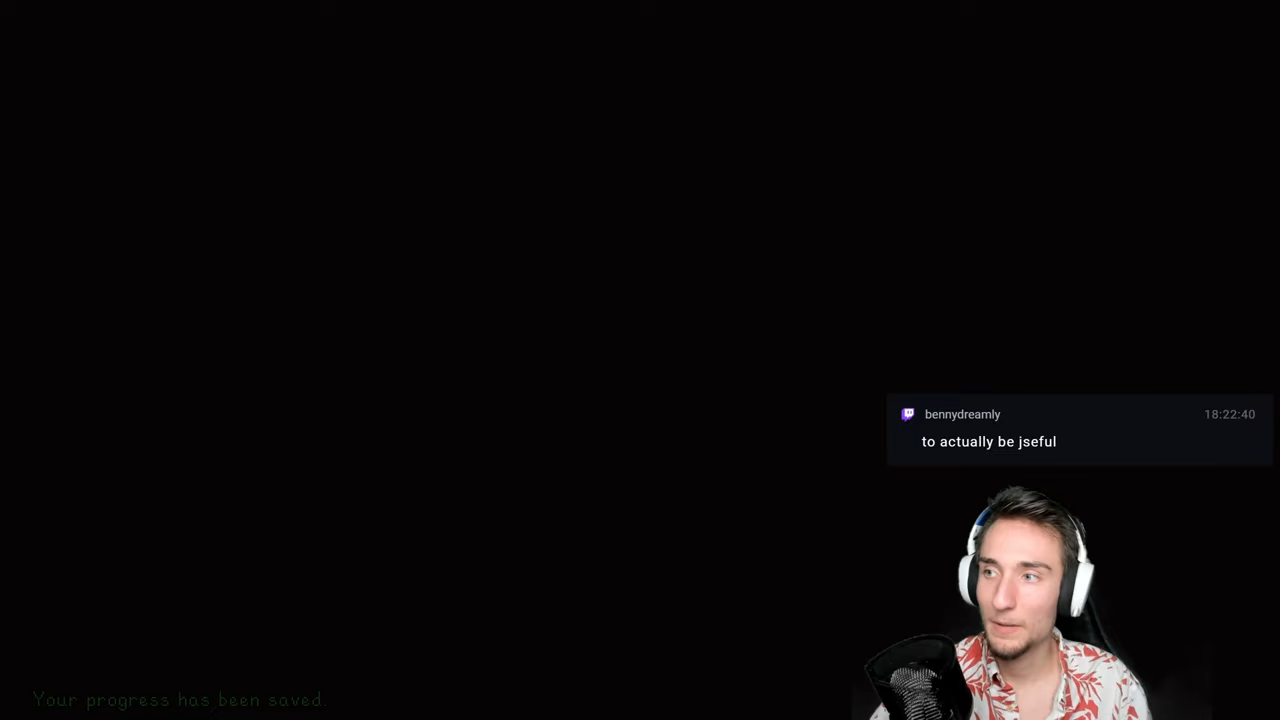 bennydreamly 18:22:40
to actually be jseful
Your progress has been saved.